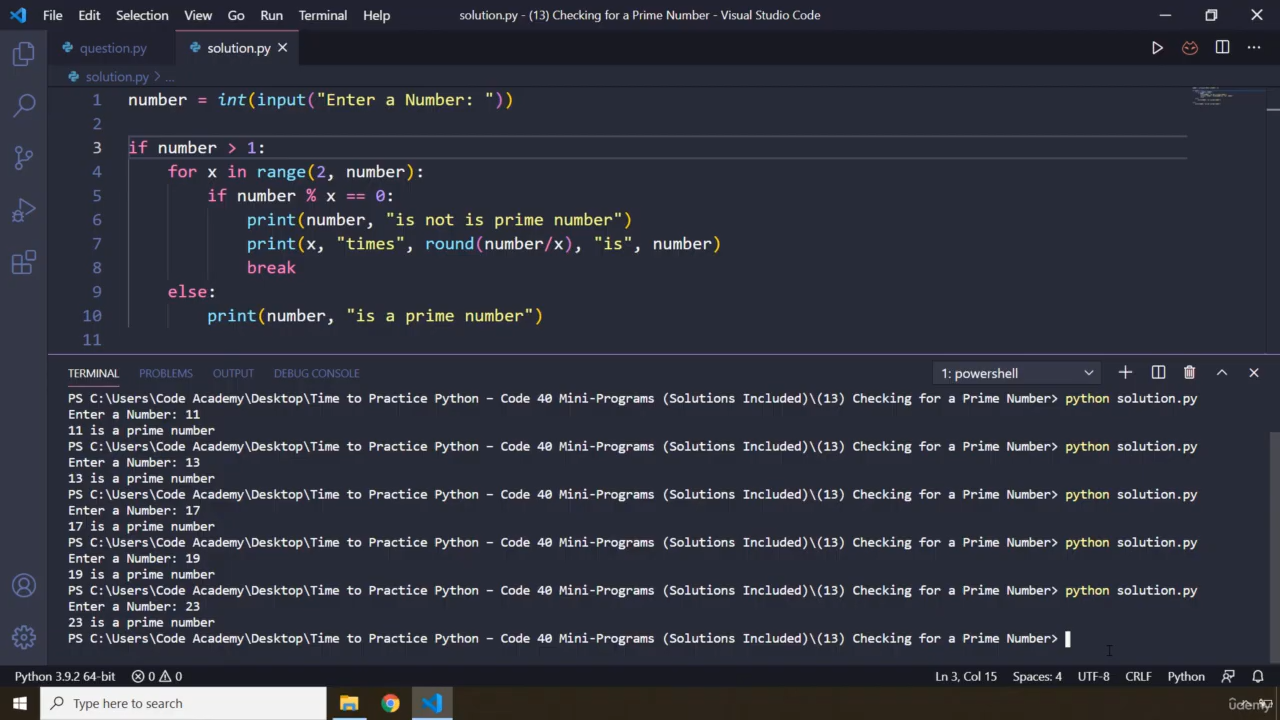 File Edit Selection View Go Run Terminal Help solution.py - (13) Checking for a Prime Number - Visual Studio Code
question.py solution.py
solution.py > ...
1 number = int(input("Enter a Number: "))
2
3 if number > 1:
4     for x in range(2, number):
5         if number % x == 0:
6             print(number, "is not is prime number")
7             print(x, "times", round(number/x), "is", number)
8             break
9     else:
10         print(number, "is a prime number")
11
TERMINAL PROBLEMS OUTPUT DEBUG CONSOLE 1: powershell
PS C:\Users\Code Academy\Desktop\Time to Practice Python – Code 40 Mini-Programs (Solutions Included)\(13) Checking for a Prime Number> python solution.py
Enter a Number: 11
11 is a prime number
PS C:\Users\Code Academy\Desktop\Time to Practice Python – Code 40 Mini-Programs (Solutions Included)\(13) Checking for a Prime Number> python solution.py
Enter a Number: 13
13 is a prime number
PS C:\Users\Code Academy\Desktop\Time to Practice Python – Code 40 Mini-Programs (Solutions Included)\(13) Checking for a Prime Number> python solution.py
Enter a Number: 17
17 is a prime number
PS C:\Users\Code Academy\Desktop\Time to Practice Python – Code 40 Mini-Programs (Solutions Included)\(13) Checking for a Prime Number> python solution.py
Enter a Number: 19
19 is a prime number
PS C:\Users\Code Academy\Desktop\Time to Practice Python – Code 40 Mini-Programs (Solutions Included)\(13) Checking for a Prime Number> python solution.py
Enter a Number: 23
23 is a prime number
PS C:\Users\Code Academy\Desktop\Time to Practice Python – Code 40 Mini-Programs (Solutions Included)\(13) Checking for a Prime Number>
Python 3.9.2 64-bit 0 0 Ln 3, Col 15 Spaces: 4 UTF-8 CRLF Python
Type here to search
udemy